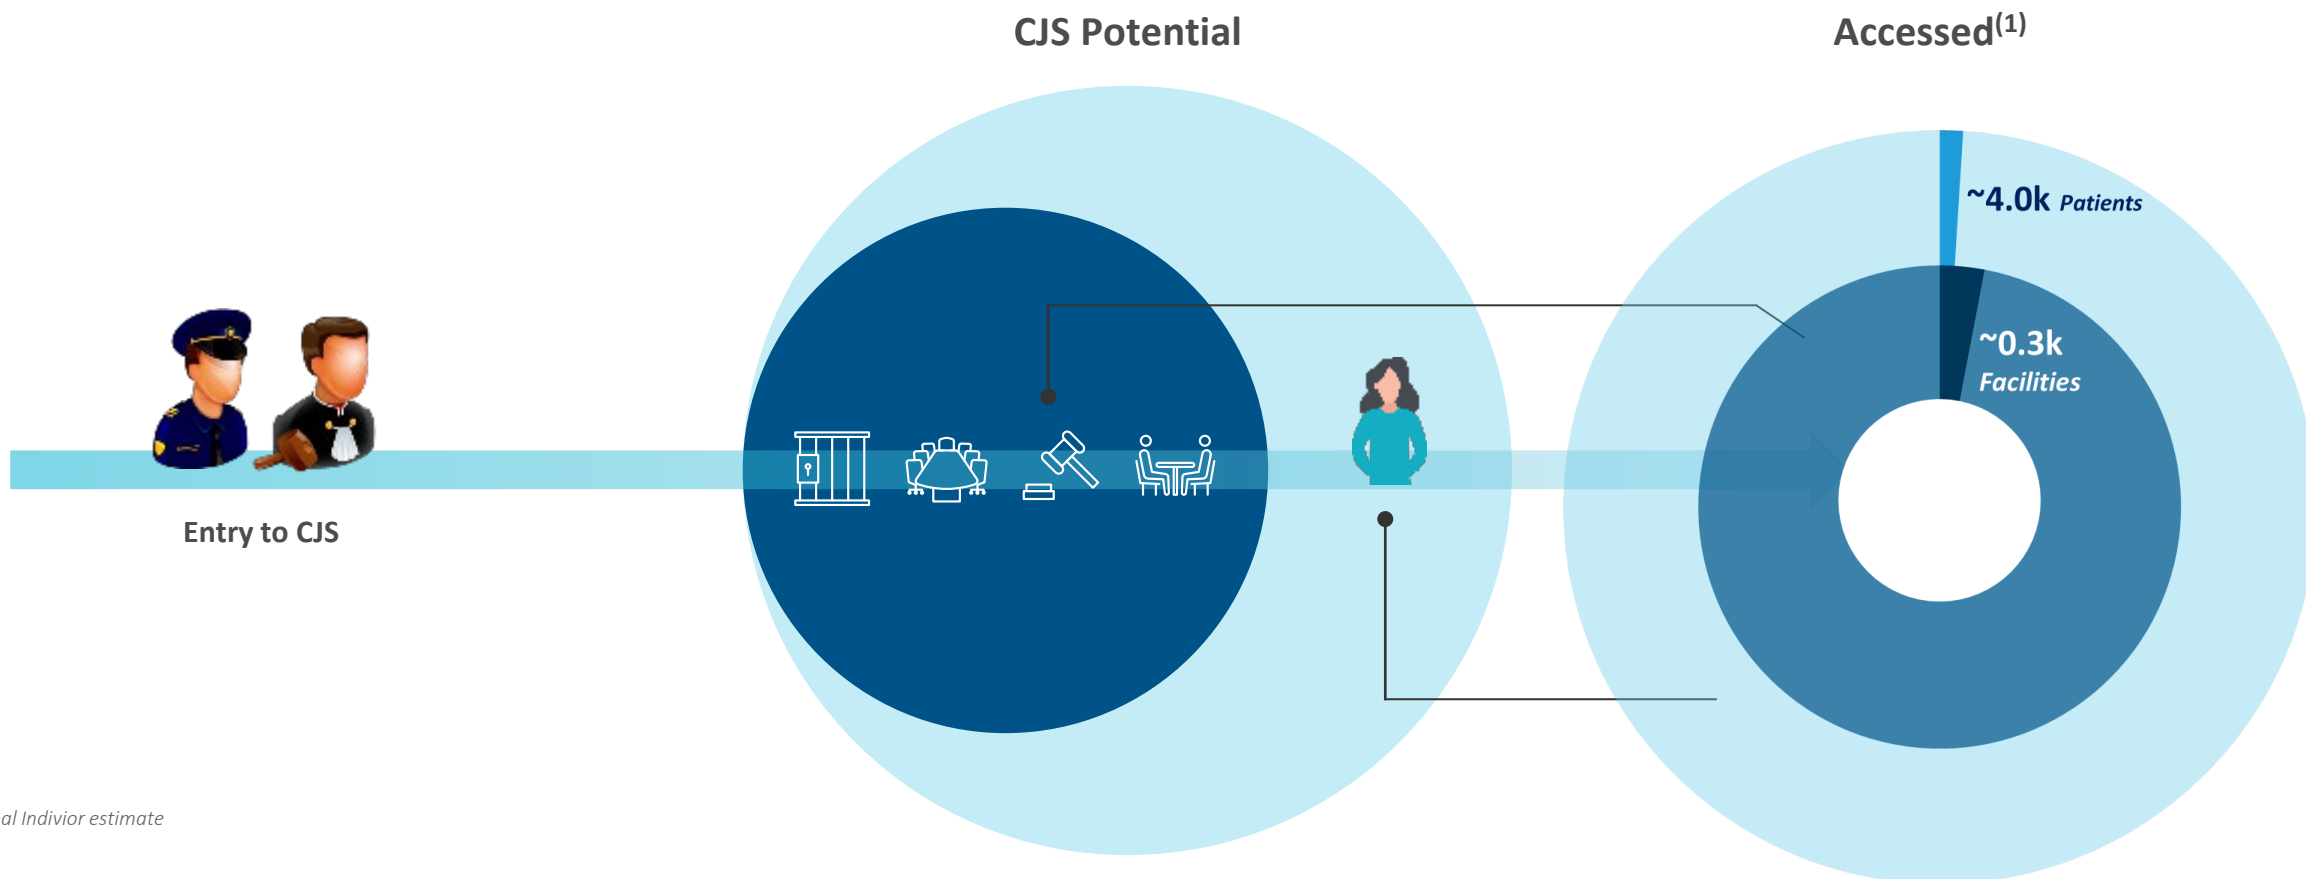 CJS Potential
Accessed(1)
~4.0k Patients
~0.3k
Facilities
Entry to CJS
al Indivior estimate